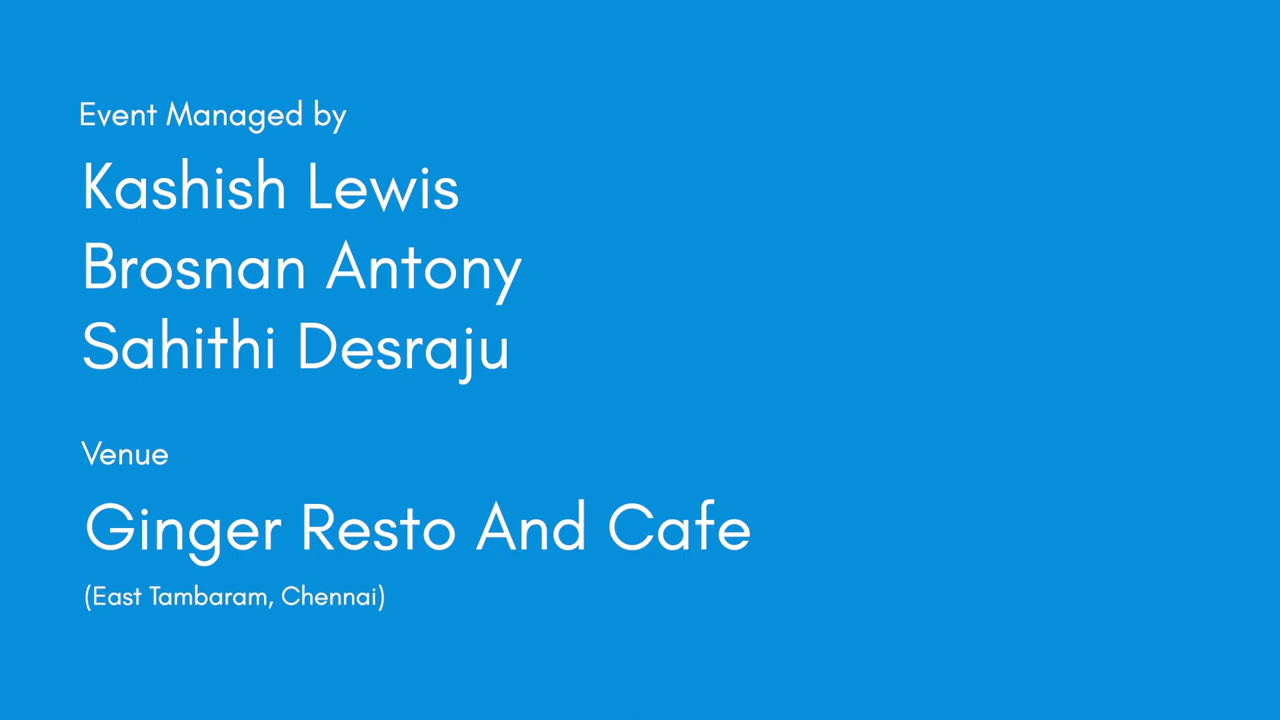 Event Managed by
Kashish Lewis
Brosnan Antony
Sahithi Desraju
Venue
Ginger Resto And Cafe
(East Tambaram, Chennai)